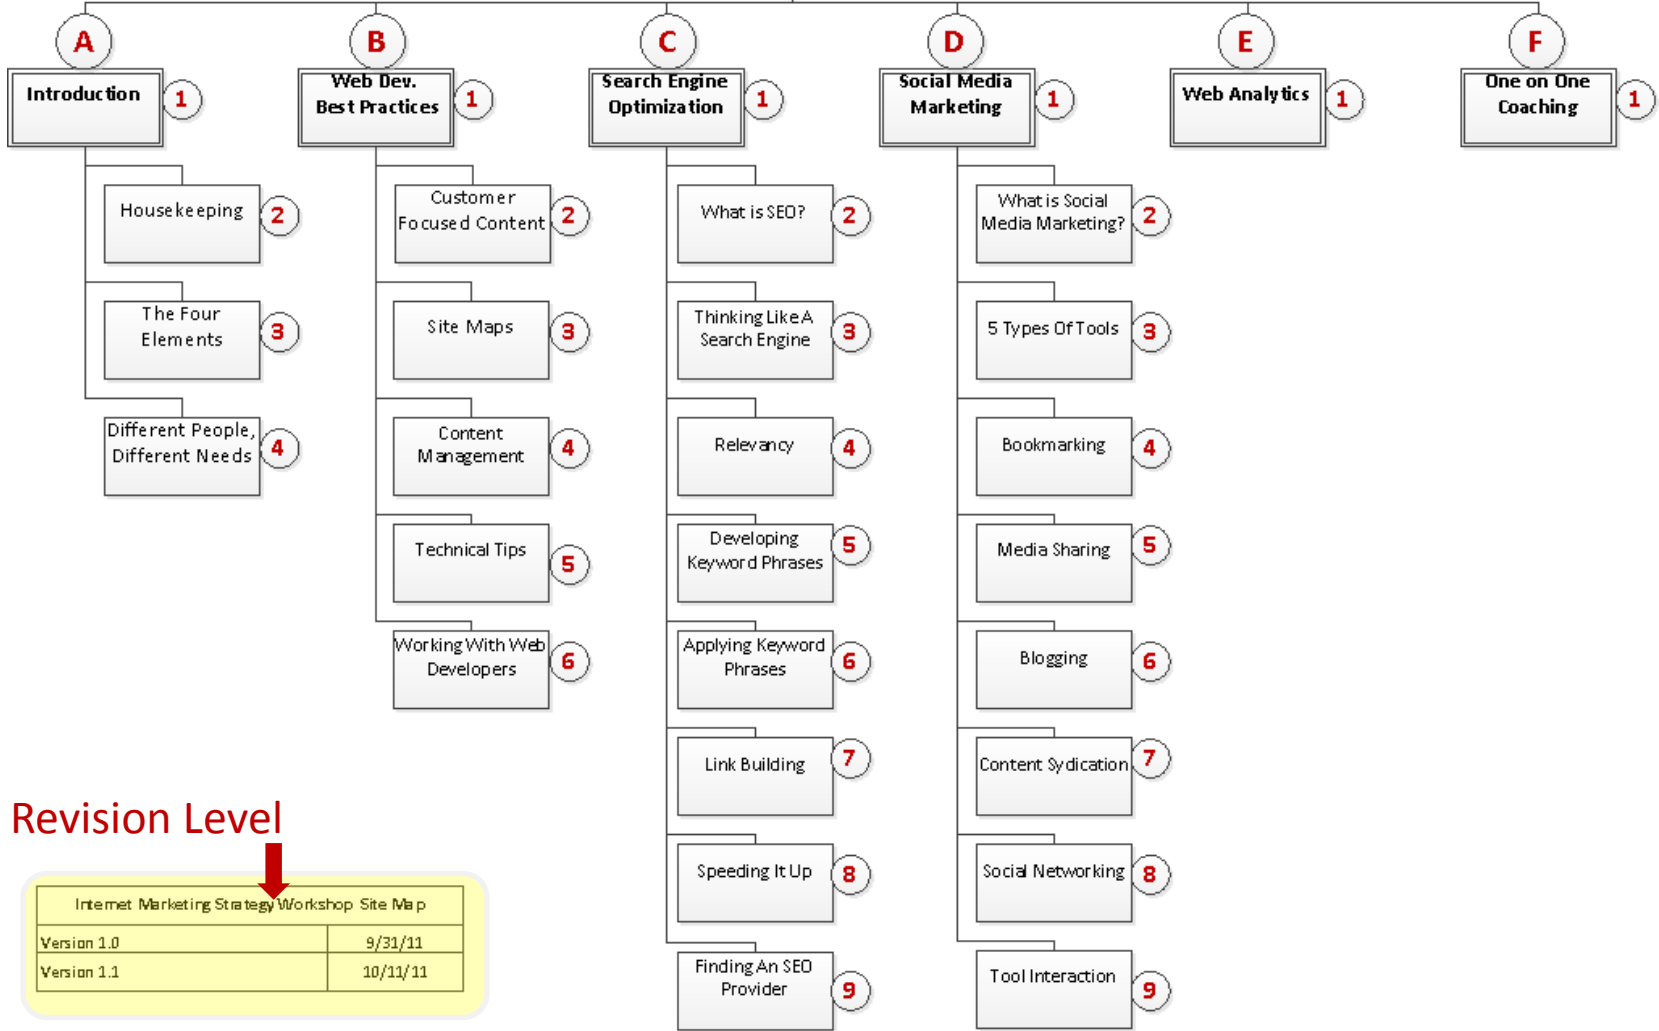 A
Introduction
1
Housekeeping
2
The Four
Elements
3
Different People,
Different Needs
4
B
Web Dev.
Best Practices
1
Customer
Focused Content
2
Site Maps
3
Content
Management
4
Technical Tips
5
Working With Web
Developers
6
C
Search Engine
Optimization
1
What is SEO?
2
Thinking Like A
Search Engine
3
Relevancy
4
Developing
Keyword Phrases
5
Applying Keyword
Phrases
6
Link Building
7
Speeding It Up
8
Finding An SEO
Provider
9
D
Social Media
Marketing
1
What is Social
Media Marketing?
2
5 Types Of Tools
3
Bookmarking
4
Media Sharing
5
Blogging
6
Content Sydication
7
Social Networking
8
Tool Interaction
9
E
Web Analytics
1
F
One on One
Coaching
1
Revision Level
Internet Marketing Strategy Workshop Site Map
Version 1.0 9/31/11
Version 1.1 10/11/11